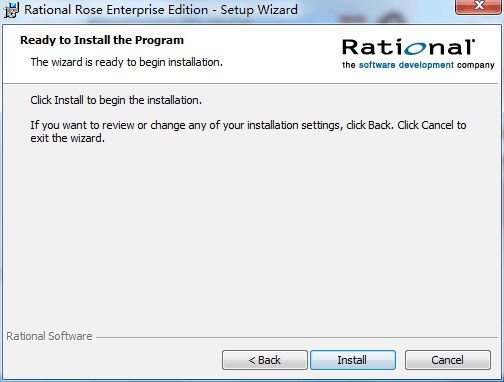 Rational Rose Enterprise Edition - Setup Wizard
Ready to Install the Program
The wizard is ready to begin installation.
Rational
the software development company
Click Install to begin the installation.
If you want to review or change any of your installation settings, click Back. Click Cancel to
exit the wizard.
Rational Software
< Back
Install
Cancel